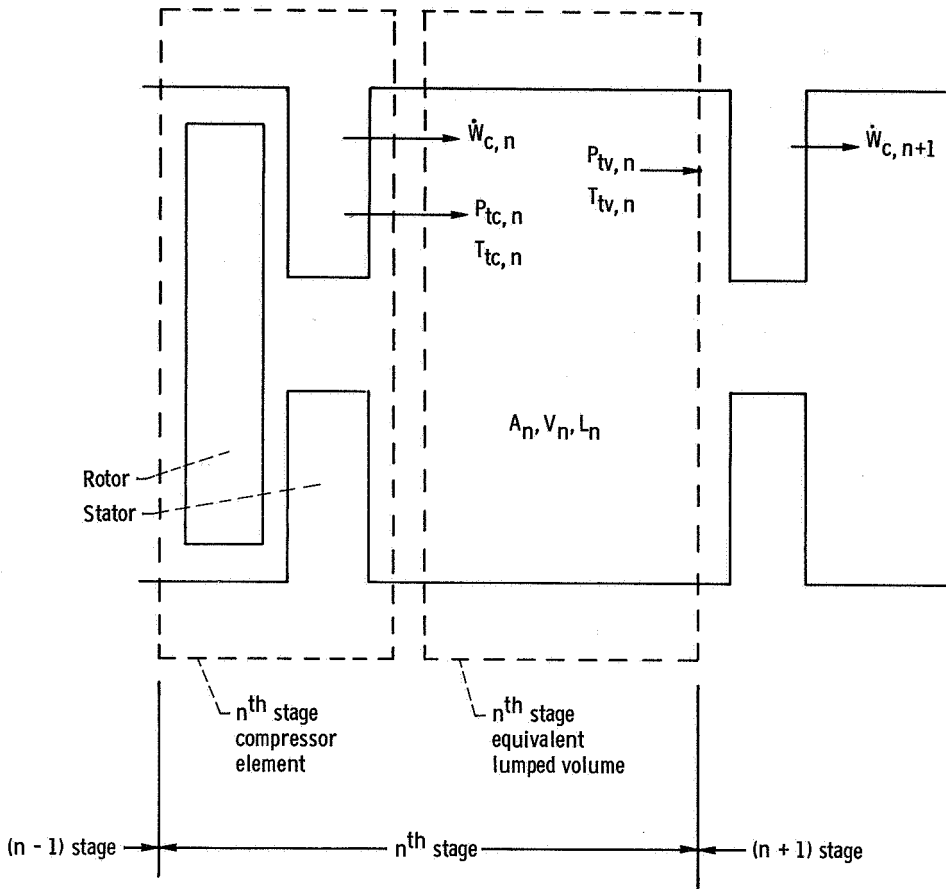 Ẇc, n
Ptc, n
Ttc, n
Ptv, n
Ttv, n
Ẇc, n+1
An, Vn, Ln
Rotor
Stator
nth stage
compressor
element
nth stage
equivalent
lumped volume
(n - 1) stage
nth stage
(n + 1) stage